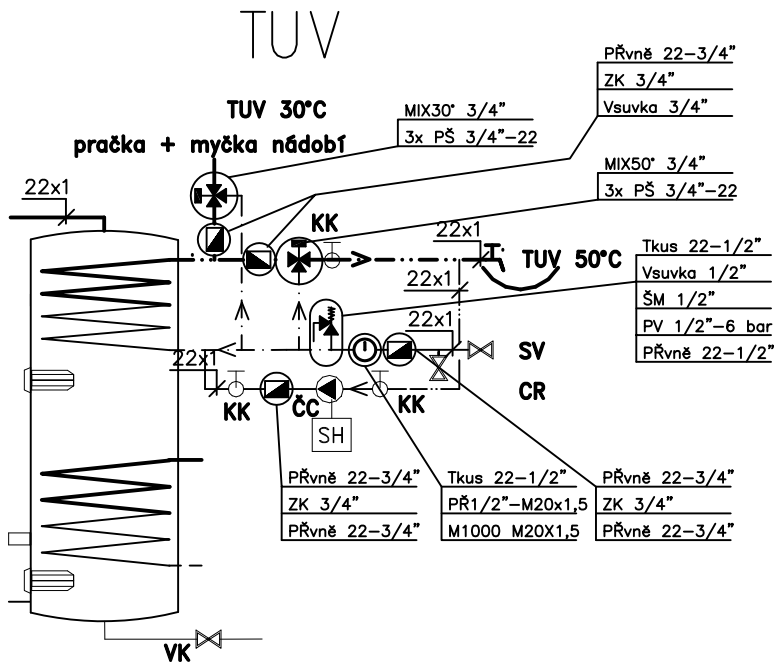 TUV
PŘvně 22-3/4"
ZK 3/4"
Vsuvka 3/4"
TUV 30°C
pračka + myčka nádobí
MIX30° 3/4"
3x PŠ 3/4"-22
MIX50° 3/4"
3x PŠ 3/4"-22
22x1
KK
22x1
TUV 50°C
Tkus 22-1/2"
Vsuvka 1/2"
ŠM 1/2"
PV 1/2"-6 bar
PŘvně 22-1/2"
22x1
22x1
22x1
SV
CR
KK
ČC
KK
SH
PŘvně 22-3/4"
ZK 3/4"
PŘvně 22-3/4"
Tkus 22-1/2"
PŘ1/2"-M20x1,5
M1000 M20X1,5
PŘvně 22-3/4"
ZK 3/4"
PŘvně 22-3/4"
VK